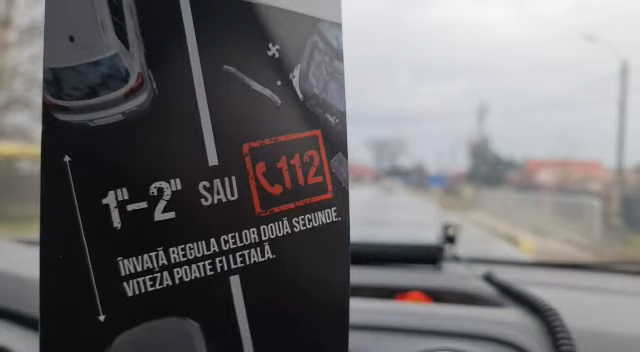 1"-2" SAU 112
ÎNVAȚĂ REGULA CELOR DOUĂ SECUNDE.
VITEZA POATE FI LETALĂ.